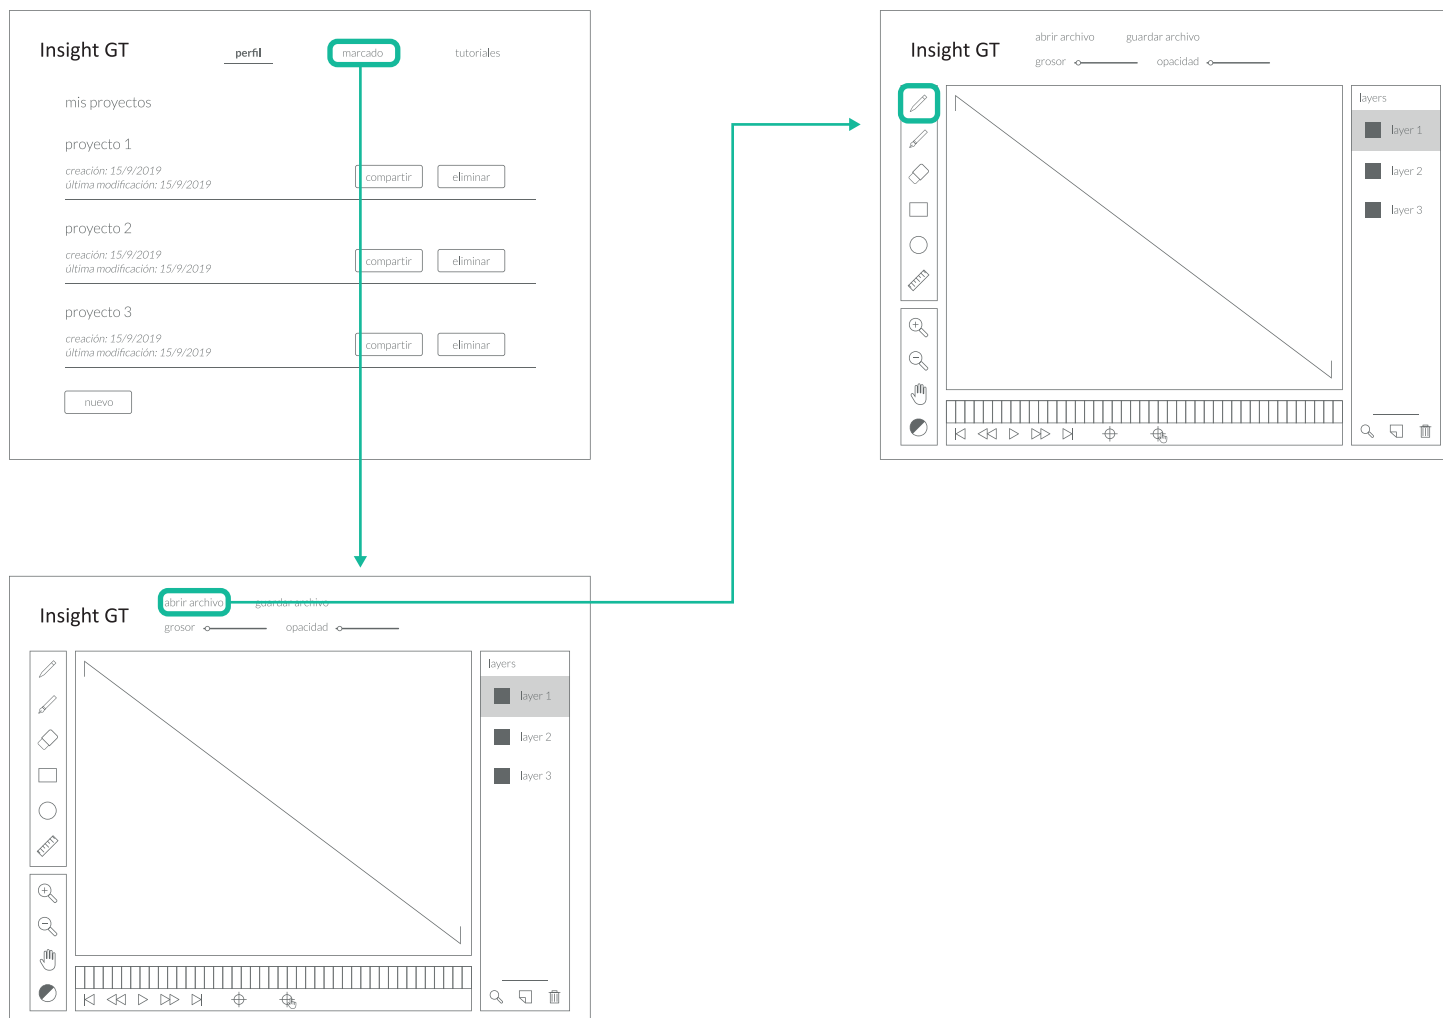 Insight GT
perfil
marcado
tutoriales
mis proyectos
proyecto 1
creación: 15/9/2019
última modificación: 15/9/2019
compartir
eliminar
proyecto 2
creación: 15/9/2019
última modificación: 15/9/2019
compartir
eliminar
proyecto 3
creación: 15/9/2019
última modificación: 15/9/2019
compartir
eliminar
nuevo
Insight GT
abrir archivo
guardar archivo
grosor
opacidad
layers
layer 1
layer 2
layer 3
Insight GT
abrir archivo
guardar archivo
grosor
opacidad
layers
layer 1
layer 2
layer 3